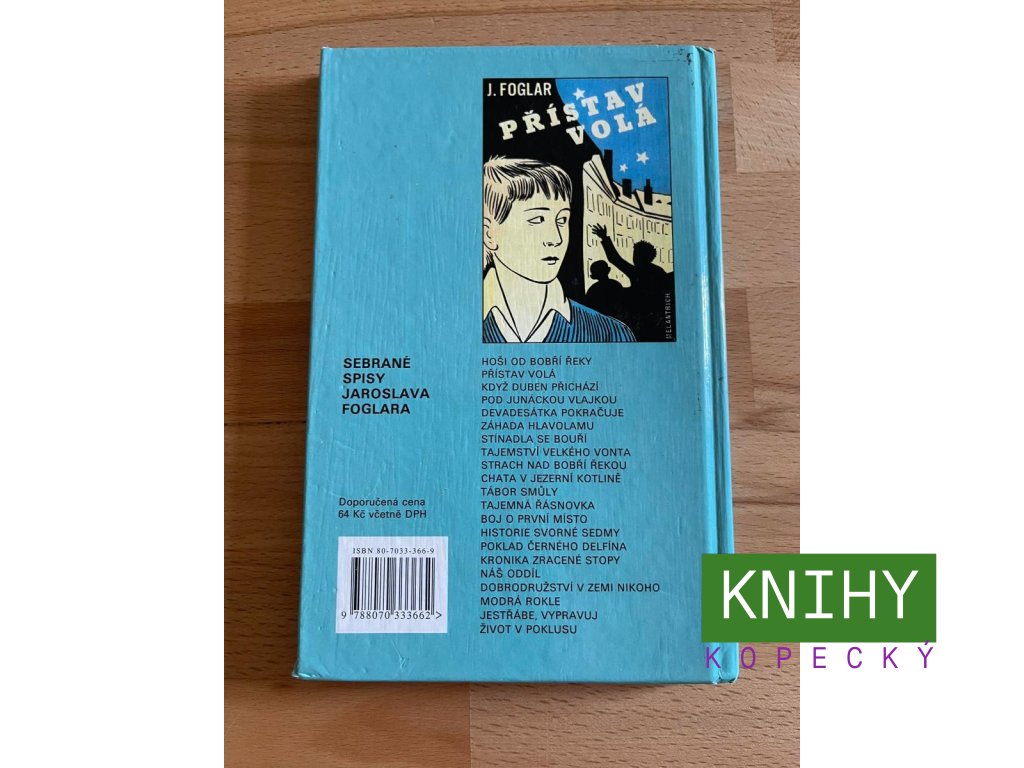 J. FOGLAR
PŘÍSTAV
VOLÁ
MELANTRICH
SEBRANÉ
SPISY
JAROSLAVA
FOGLARA
HOŠI OD BOBŘÍ ŘEKY
PŘÍSTAV VOLÁ
KDYŽ DUBEN PŘICHÁZÍ
POD JUNÁCKOU VLAJKOU
DEVADESÁTKA POKRAČUJE
ZÁHADA HLAVOLAMU
STÍNADLA SE BOUŘÍ
TAJEMSTVÍ VELKÉHO VONTA
STRACH NAD BOBŘÍ ŘEKOU
CHATA V JEZERNÍ KOTLINĚ
TÁBOR SMŮLY
TAJEMNÁ ŘÁSNOVKA
BOJ O PRVNÍ MÍSTO
HISTORIE SVORNÉ SEDMY
POKLAD ČERNÉHO DELFÍNA
KRONIKA ZRACENÉ STOPY
NÁŠ ODDÍL
DOBRODRUŽSTVÍ V ZEMI NIKOHO
MODRÁ ROKLE
JESTŘÁBE, VYPRAVUJ
ŽIVOT V POKLUSU
Doporučená cena
64 Kč včetně DPH
ISBN 80-7033-366-9
9 788070 333662>
KNIHY
KOPECKÝ